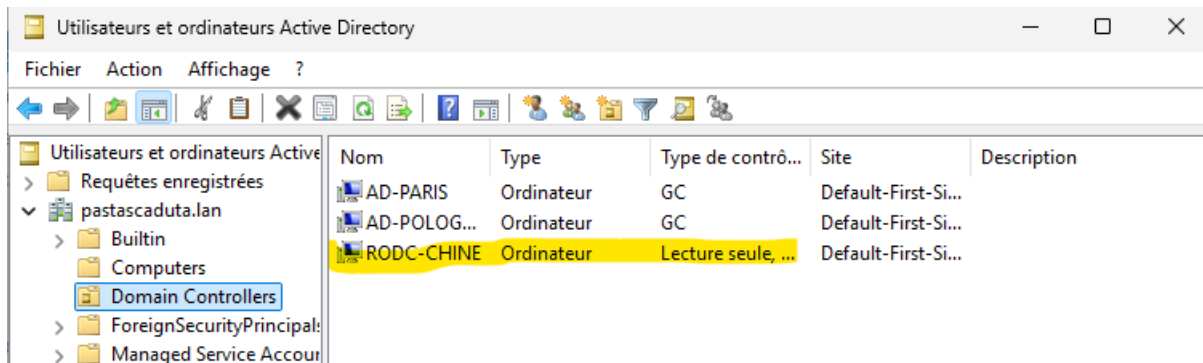 Utilisateurs et ordinateurs Active Directory
Fichier Action Affichage ?
Utilisateurs et ordinateurs Active
Requêtes enregistrées
pastascaduta.lan
Builtin
Computers
Domain Controllers
ForeignSecurityPrincipal:
Managed Service Accour
Nom Type Type de contrô... Site Description
AD-PARIS Ordinateur GC Default-First-Si...
AD-POLOG... Ordinateur GC Default-First-Si...
RODC-CHINE Ordinateur Lecture seule, ... Default-First-Si...